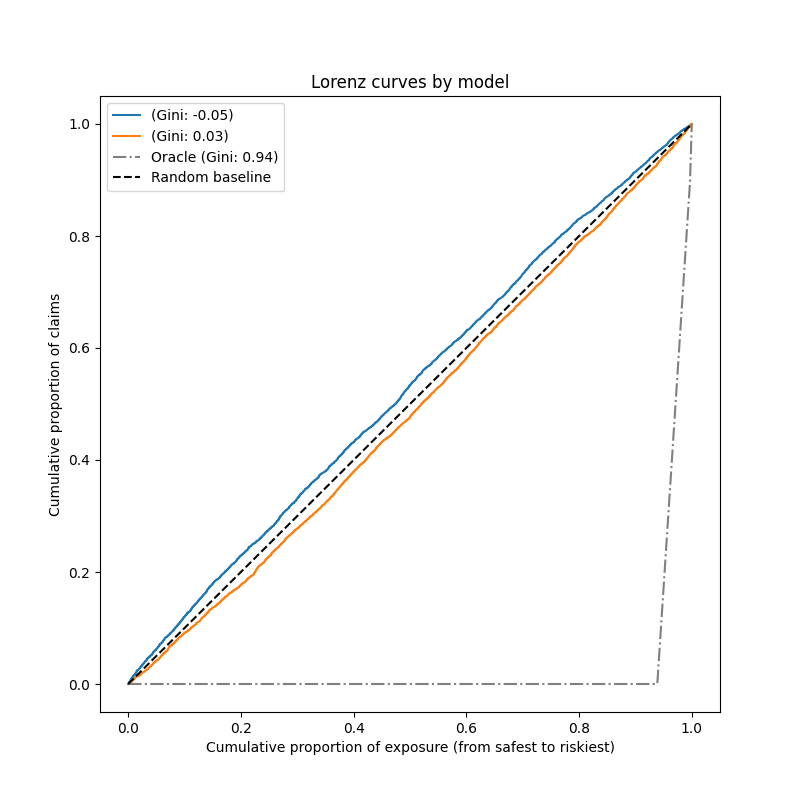 Lorenz curves by model
(Gini: -0.05)
(Gini: 0.03)
Oracle (Gini: 0.94)
Random baseline
Cumulative proportion of claims
1.0
0.8
0.6
0.4
0.2
0.0
0.0 0.2 0.4 0.6 0.8 1.0
Cumulative proportion of exposure (from safest to riskiest)